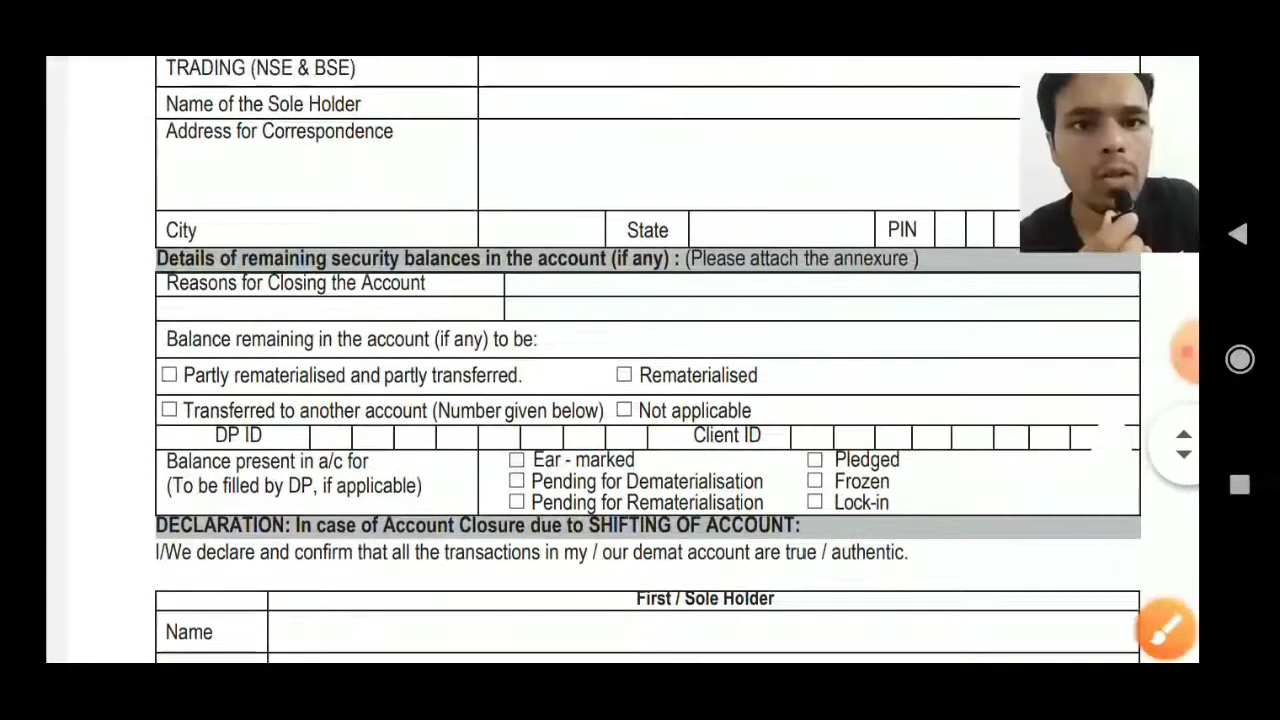 TRADING (NSE & BSE)
Name of the Sole Holder
Address for Correspondence
City State PIN
Details of remaining security balances in the account (if any) : (Please attach the annexure )
Reasons for Closing the Account
Balance remaining in the account (if any) to be:
☐ Partly rematerialised and partly transferred. ☐ Rematerialised
☐ Transferred to another account (Number given below) ☐ Not applicable
DP ID Client ID
Balance present in a/c for ☐ Ear - marked ☐ Pledged
(To be filled by DP, if applicable) ☐ Pending for Dematerialisation ☐ Frozen
☐ Pending for Rematerialisation ☐ Lock-in
DECLARATION: In case of Account Closure due to SHIFTING OF ACCOUNT:
I/We declare and confirm that all the transactions in my / our demat account are true / authentic.
First / Sole Holder
Name